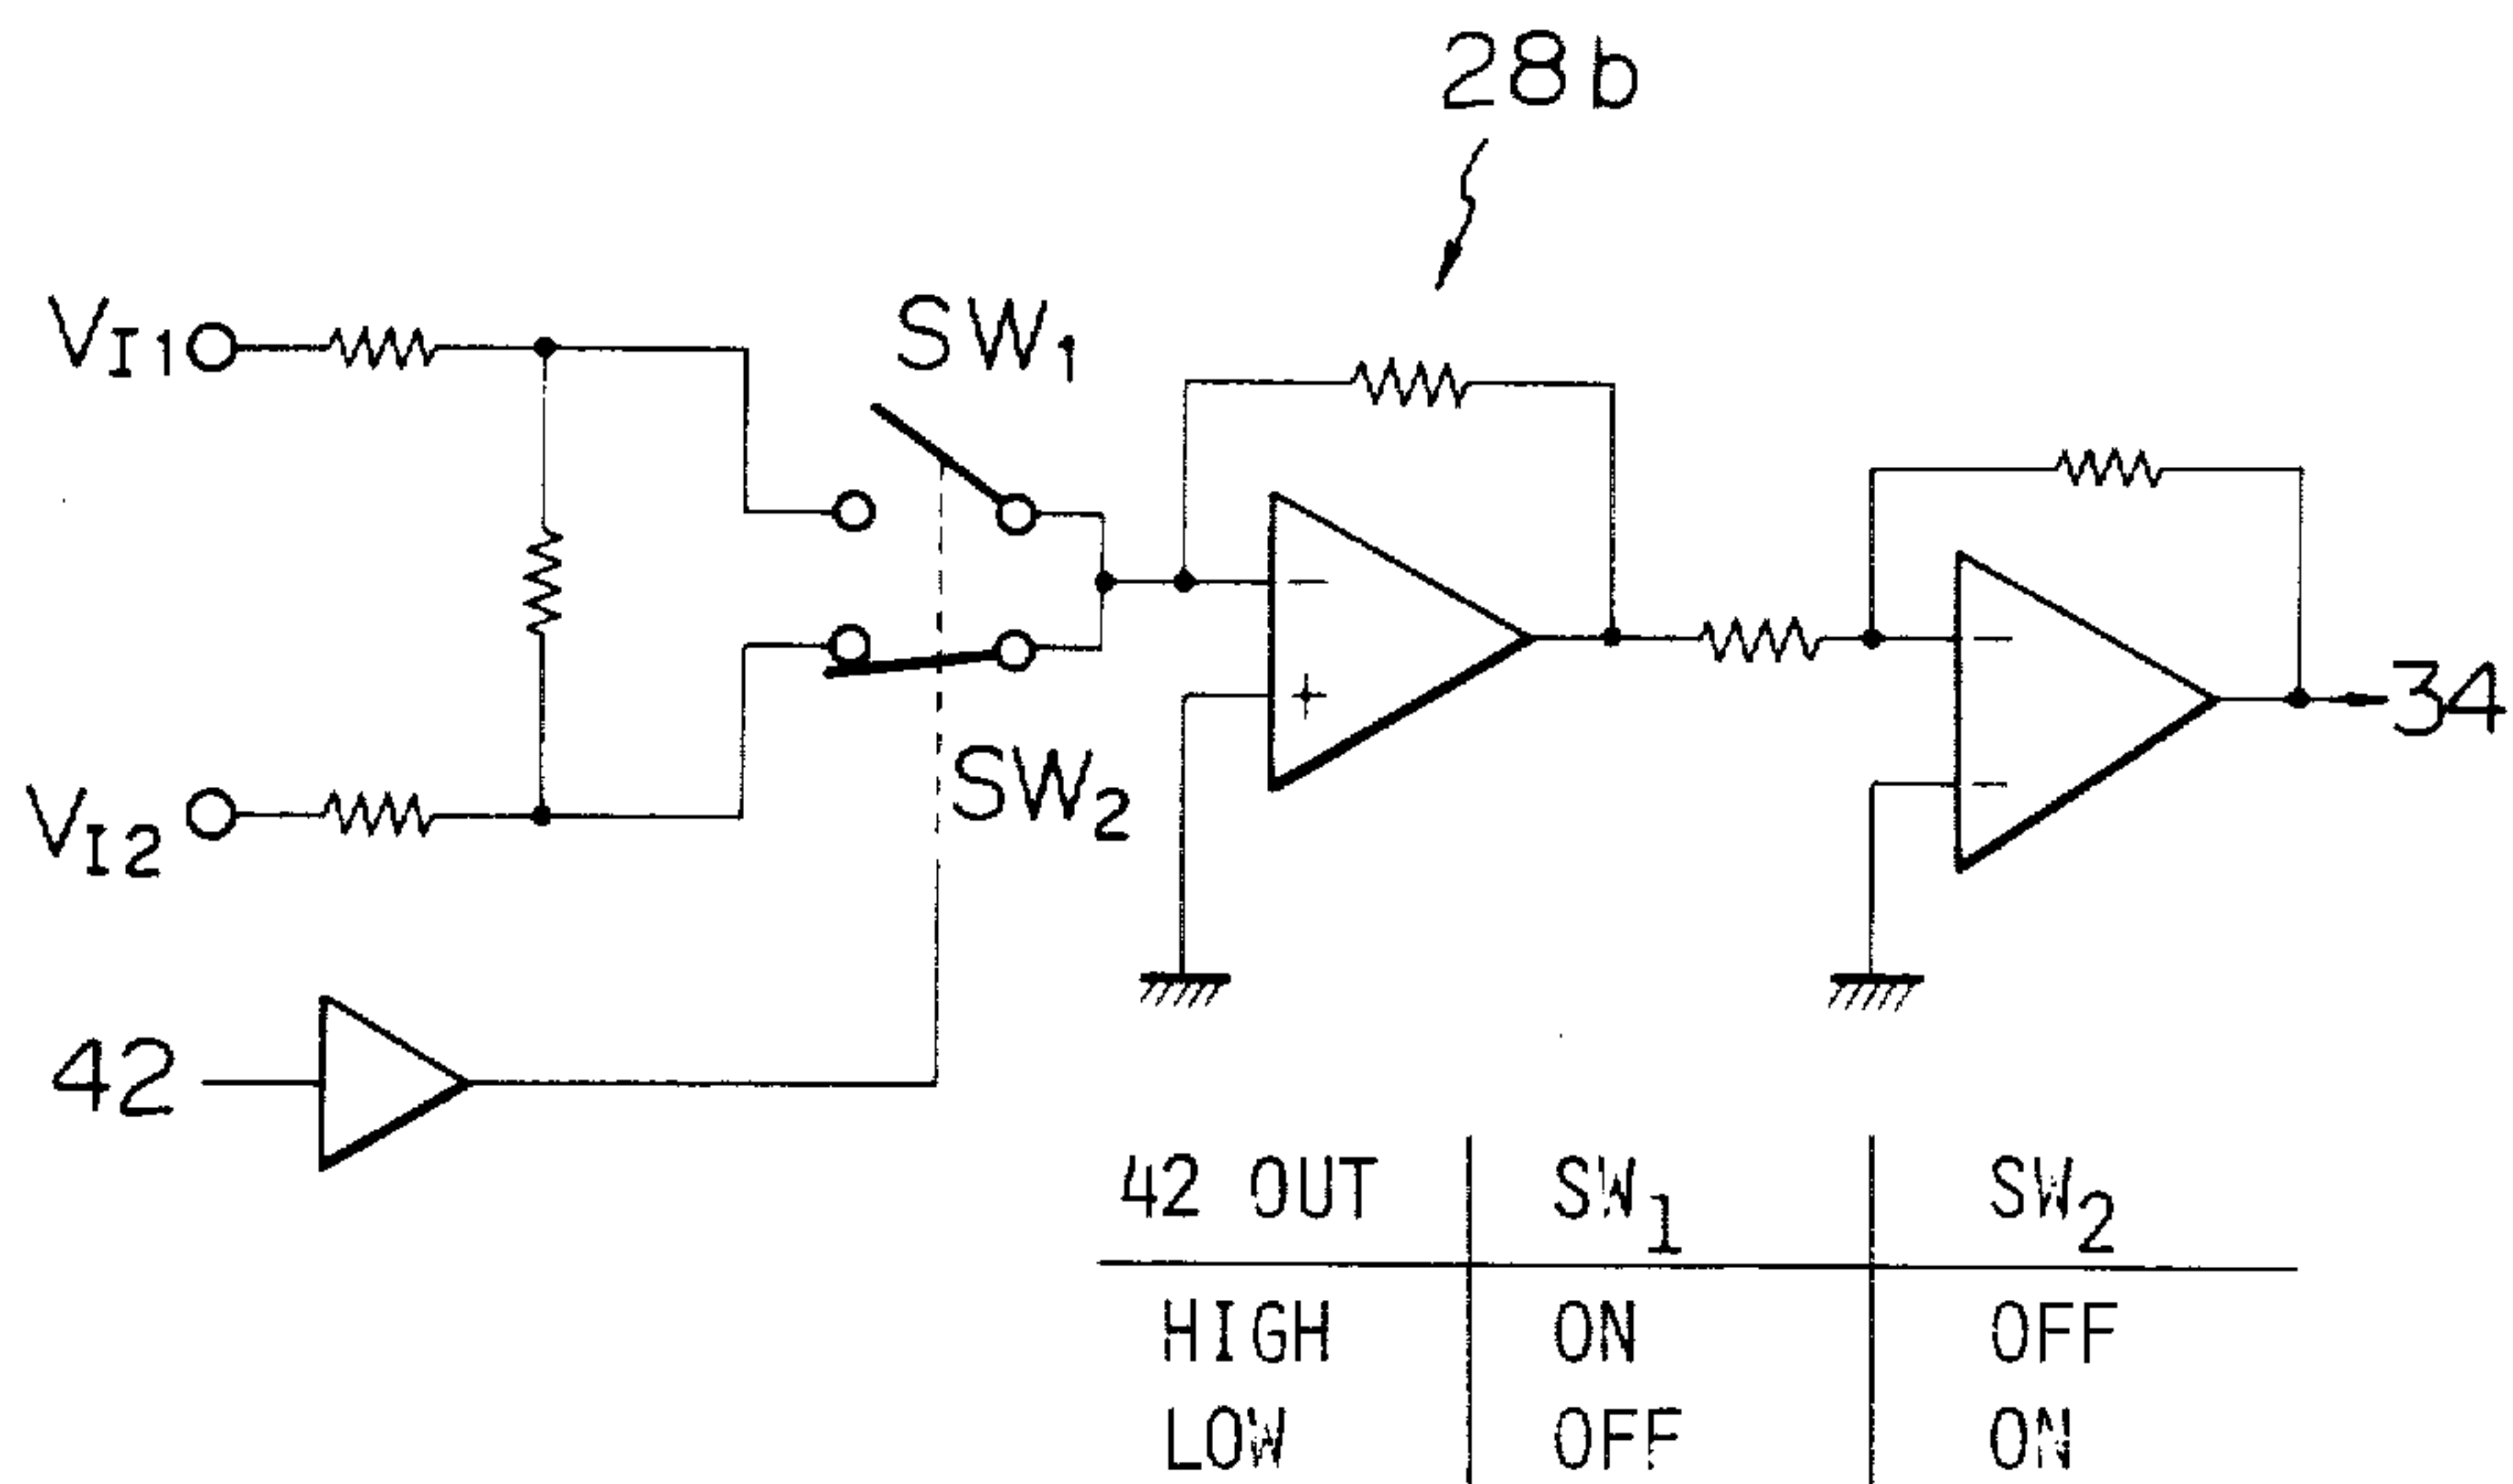 28b
VI1
SW1
VI2
SW2
−
+
−
−
34
42
42 OUT SW1 SW2
HIGH ON OFF
LOW OFF ON